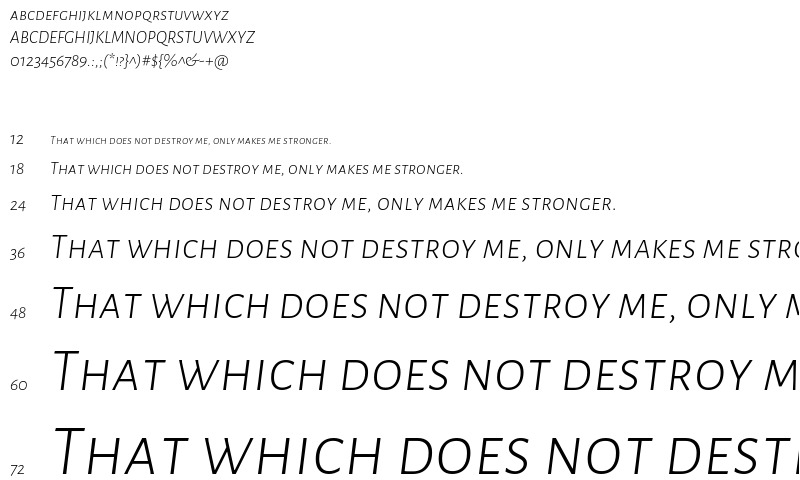 ABCDEFGHIJKLMNOPQRSTUVWXYZ
ABCDEFGHIJKLMNOPQRSTUVWXYZ
0123456789.:,;(*!?}^)#${%^&-+@
12 That which does not destroy me, only makes me stronger.
18 That which does not destroy me, only makes me stronger.
24 That which does not destroy me, only makes me stronger.
36 That which does not destroy me, only makes me stro
48 That which does not destroy me, only m
60 That which does not destroy m
72 That which does not dest